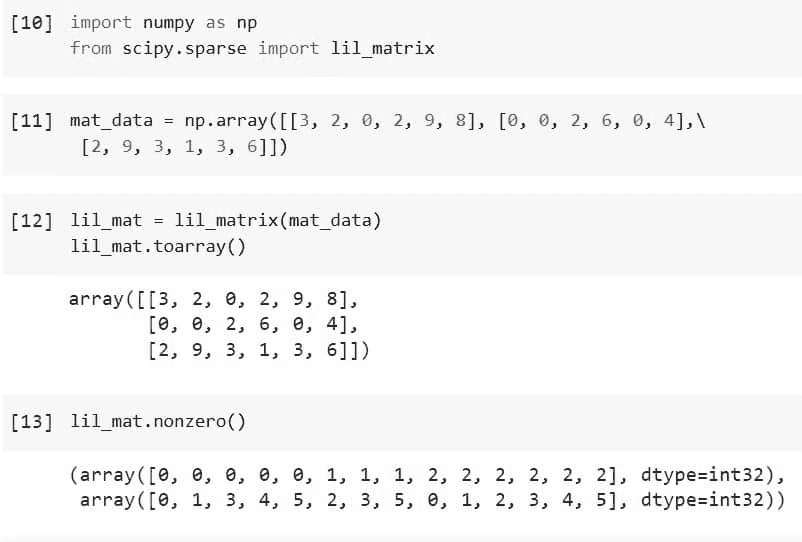 [10] import numpy as np
from scipy.sparse import lil_matrix
[11] mat_data = np.array([[3, 2, 0, 2, 9, 8], [0, 0, 2, 6, 0, 4],\
[2, 9, 3, 1, 3, 6]])
[12] lil_mat = lil_matrix(mat_data)
lil_mat.toarray()
array([[3, 2, 0, 2, 9, 8],
[0, 0, 2, 6, 0, 4],
[2, 9, 3, 1, 3, 6]])
[13] lil_mat.nonzero()
(array([0, 0, 0, 0, 0, 1, 1, 1, 2, 2, 2, 2, 2, 2], dtype=int32),
array([0, 1, 3, 4, 5, 2, 3, 5, 0, 1, 2, 3, 4, 5], dtype=int32))